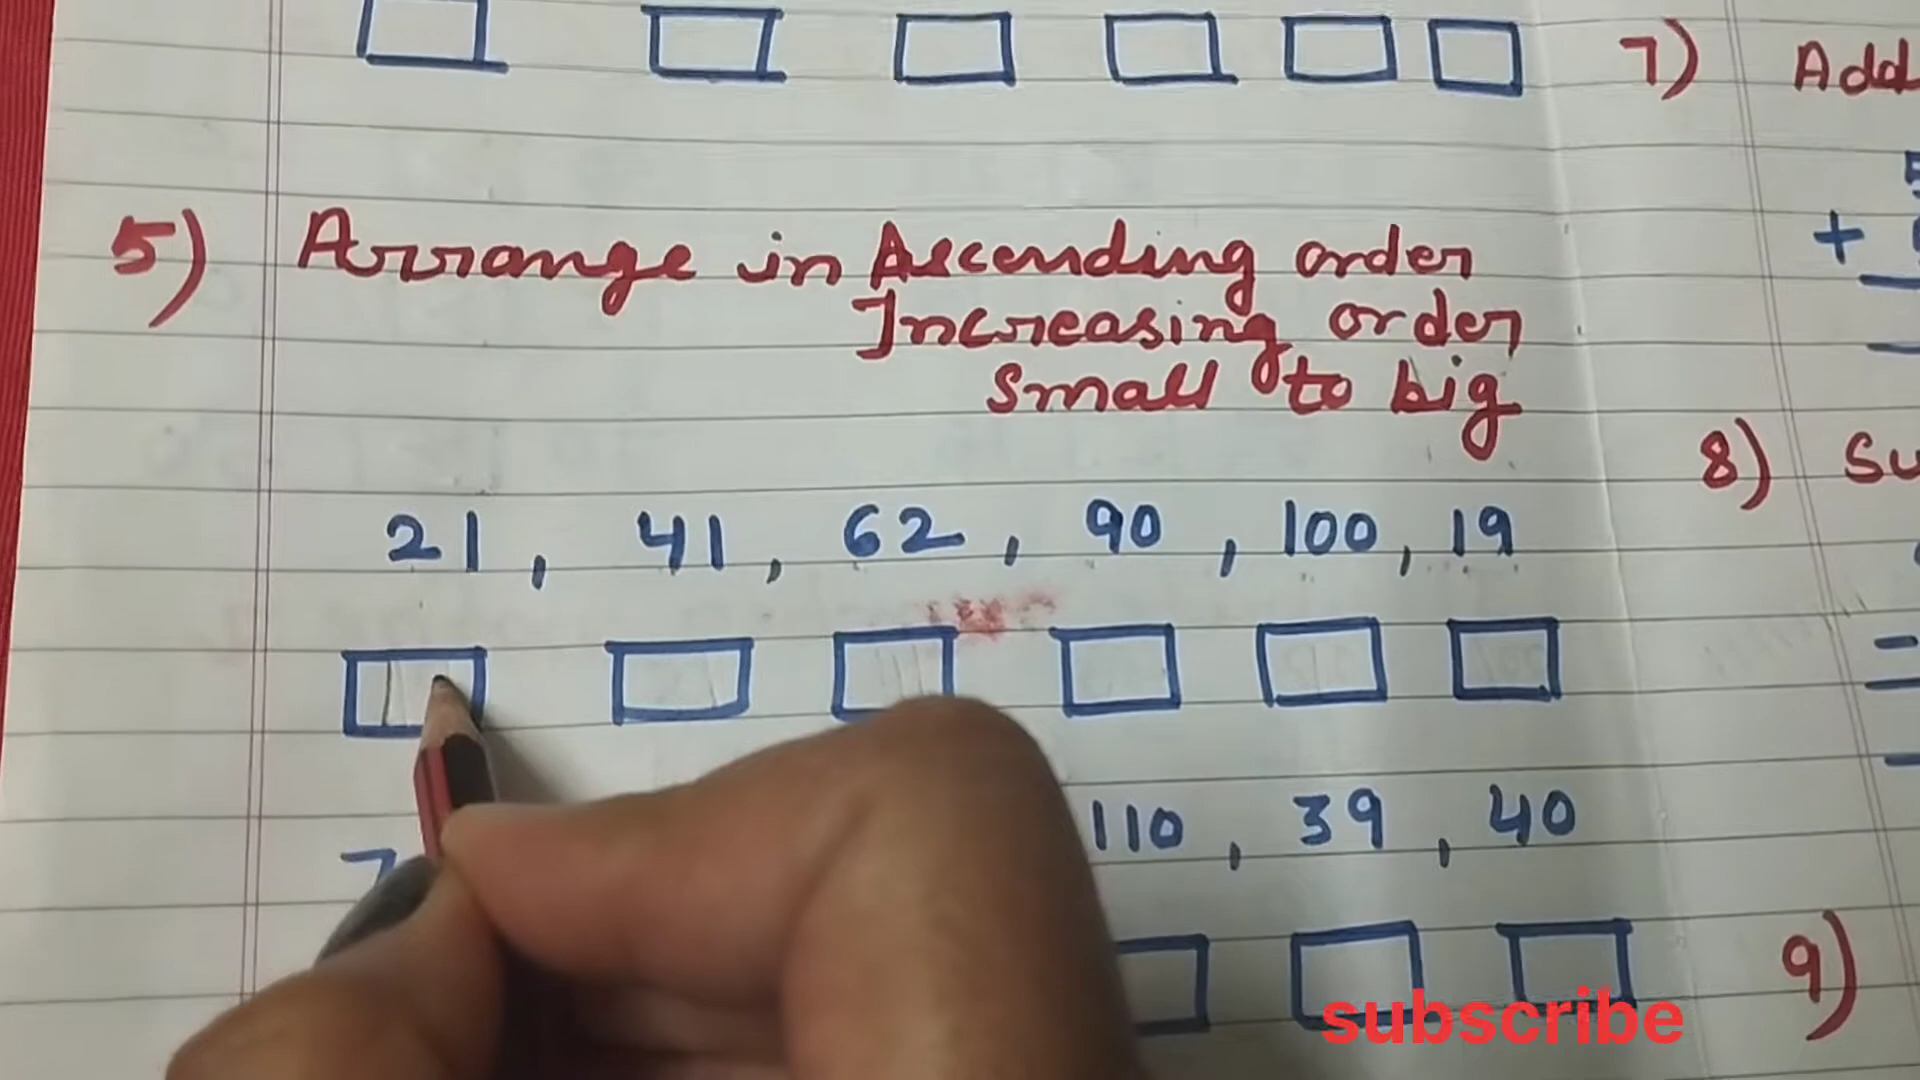 5) Arrange in Ascending order
Increasing order
Small to big
21, 41, 62, 90, 100, 19
110, 39, 40
7) Add
+
8) Su
-
9)
subscribe